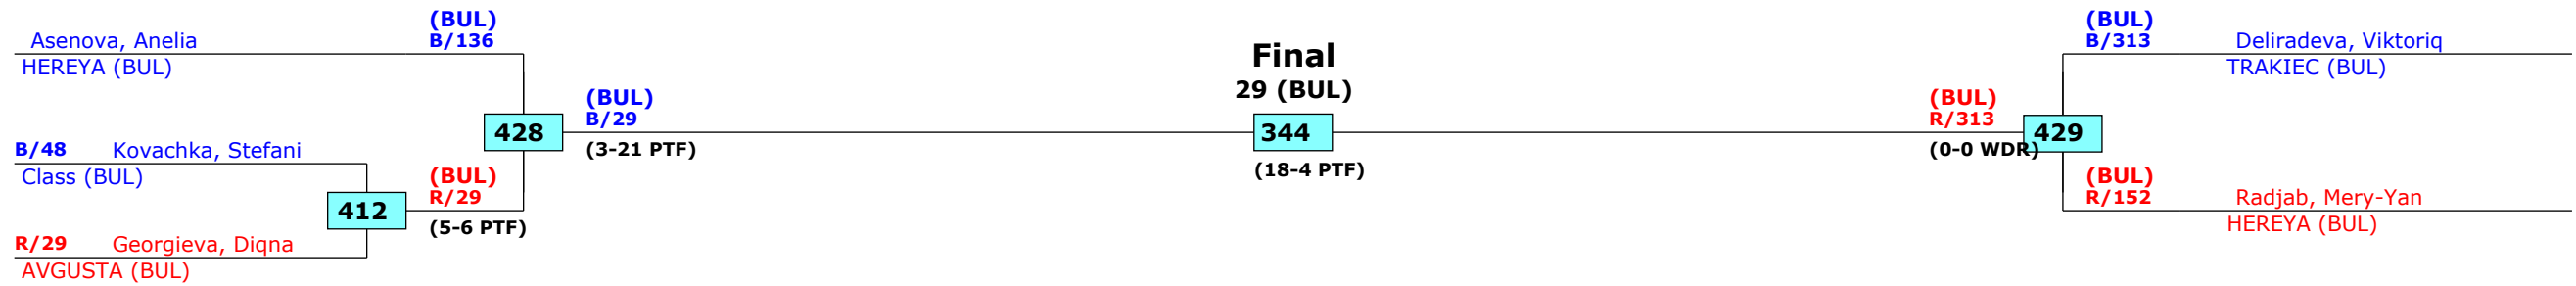 (BUL)
B/136
Asenova, Anelia
HEREYA (BUL)
B/48 Kovachka, Stefani
Class (BUL)
412
R/29 Georgieva, Diqna
AVGUSTA (BUL)
(BUL)
R/29
(5-6 PTF)
428
(BUL)
B/29
(3-21 PTF)
Final
29 (BUL)
344
(18-4 PTF)
(BUL)
R/313
(0-0 WDR)
429
(BUL)
B/313 Deliradeva, Viktoriq
TRAKIEC (BUL)
(BUL)
R/152 Radjab, Mery-Yan
HEREYA (BUL)